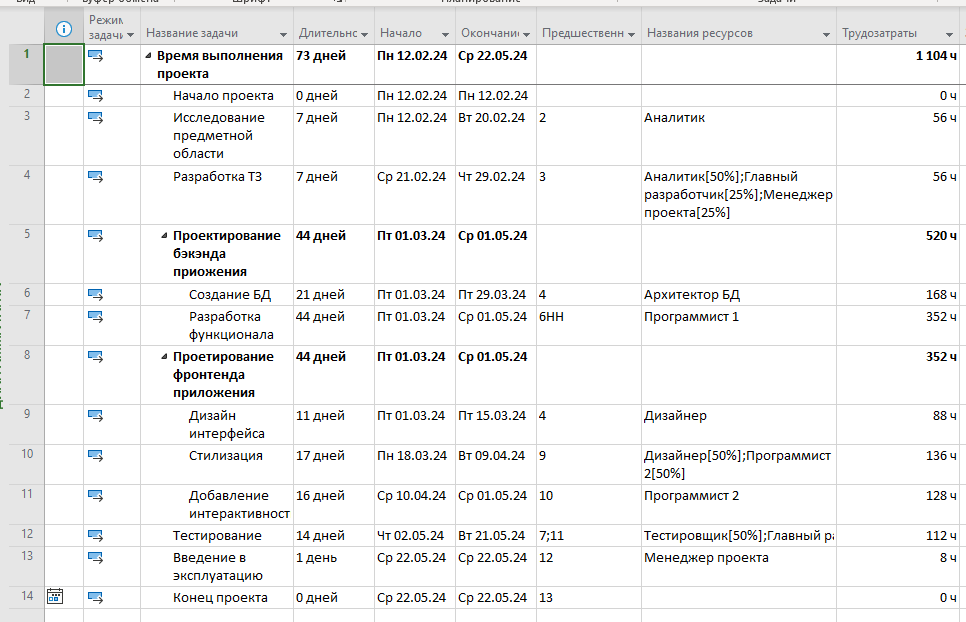 Режим задачи Название задачи Длительнс Начало Окончани Предшественн Названия ресурсов Трудозатраты
1 Время выполнения проекта 73 дней Пн 12.02.24 Ср 22.05.24 1 104 ч
2 Начало проекта 0 дней Пн 12.02.24 Пн 12.02.24 0 ч
3 Исследование предметной области 7 дней Пн 12.02.24 Вт 20.02.24 2 Аналитик 56 ч
4 Разработка ТЗ 7 дней Ср 21.02.24 Чт 29.02.24 3 Аналитик[50%];Главный разработчик[25%];Менеджер проекта[25%] 56 ч
5 Проектирование бэкэнда приожения 44 дней Пт 01.03.24 Ср 01.05.24 520 ч
6 Создание БД 21 дней Пт 01.03.24 Пт 29.03.24 4 Архитектор БД 168 ч
7 Разработка функционала 44 дней Пт 01.03.24 Ср 01.05.24 6НН Программист 1 352 ч
8 Проетирование фронтенда приложения 44 дней Пт 01.03.24 Ср 01.05.24 352 ч
9 Дизайн интерфейса 11 дней Пт 01.03.24 Пт 15.03.24 4 Дизайнер 88 ч
10 Стилизация 17 дней Пн 18.03.24 Вт 09.04.24 9 Дизайнер[50%];Программист 2[50%] 136 ч
11 Добавление интерактивност 16 дней Ср 10.04.24 Ср 01.05.24 10 Программист 2 128 ч
12 Тестирование 14 дней Чт 02.05.24 Вт 21.05.24 7;11 Тестировщик[50%];Главный ра 112 ч
13 Введение в эксплуатацию 1 день Ср 22.05.24 Ср 22.05.24 12 Менеджер проекта 8 ч
14 Конец проекта 0 дней Ср 22.05.24 Ср 22.05.24 13 0 ч